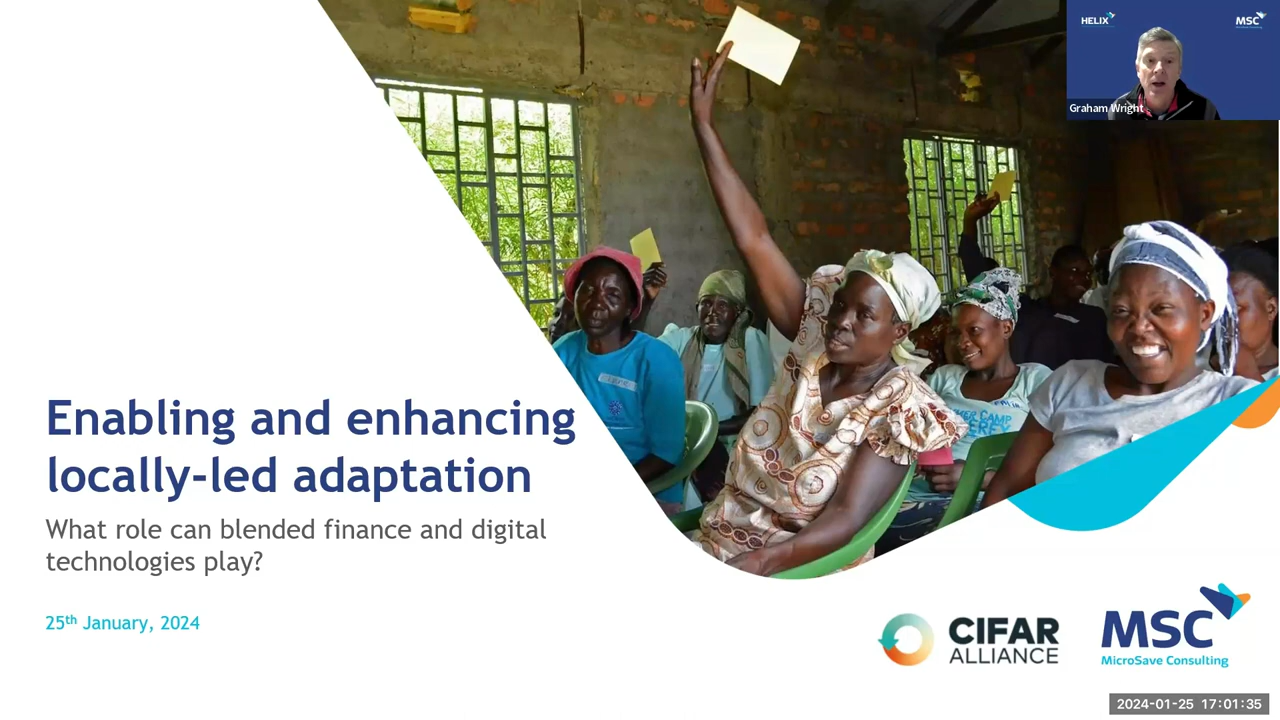 HELIX
MSC
Graham Wright
Enabling and enhancing
locally-led adaptation
What role can blended finance and digital
technologies play?
25th January, 2024
CIFAR
ALLIANCE
MSC
MicroSave Consulting
2024-01-25 17:01:35